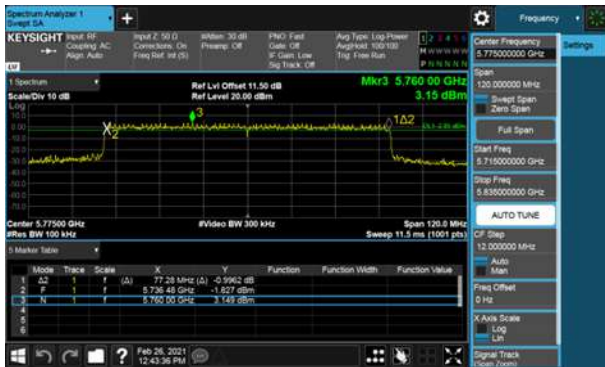 Spectrum Analyzer 1
Swept SA
Frequency
KEYSIGHT
Input: RF
Coupling: AC
Align: Auto
Input Z: 50 Ω
Corrections: On
Freq Ref: Int (S)
#Atten: 30 dB
Preamp: Off
PNO: Fast
Gate: Off
IF Gain: Low
Sig Track: Off
Avg Type: Log-Power
Avg|Hold: 100/100
Trig: Free Run
1 2 3 4 5 6
M W W W W W
P N N N N N
1 Spectrum
Scale/Div 10 dB
Ref Lvl Offset 11.50 dB
Ref Level 20.00 dBm
Mkr3 5.760 00 GHz
3.15 dBm
Log
10.0
0.00
-10.0
-20.0
-30.0
-40.0
-50.0
-60.0
-70.0
3
X2
1Δ2
Center 5.77500 GHz
#Res BW 100 kHz
#Video BW 300 kHz
Span 120.0 MHz
Sweep 11.5 ms (1001 pts)
5 Marker Table
Mode Trace Scale X Y Function Function Width Function Value
1 Δ2 1 f (Δ) 77.28 MHz (Δ) -0.9962 dB
2 F 1 f 5.736 48 GHz -1.827 dBm
3 N 1 f 5.760 00 GHz 3.149 dBm
4
5
6
Feb 26, 2021
12:43:36 PM
Center Frequency
5.775000000 GHz
Settings
Span
120.000000 MHz
Swept Span
Zero Span
Full Span
Start Freq
5.715000000 GHz
Stop Freq
5.835000000 GHz
AUTO TUNE
CF Step
12.000000 MHz
Auto
Man
Freq Offset
0 Hz
X Axis Scale
Log
Lin
Signal Track
(Span Zoom)